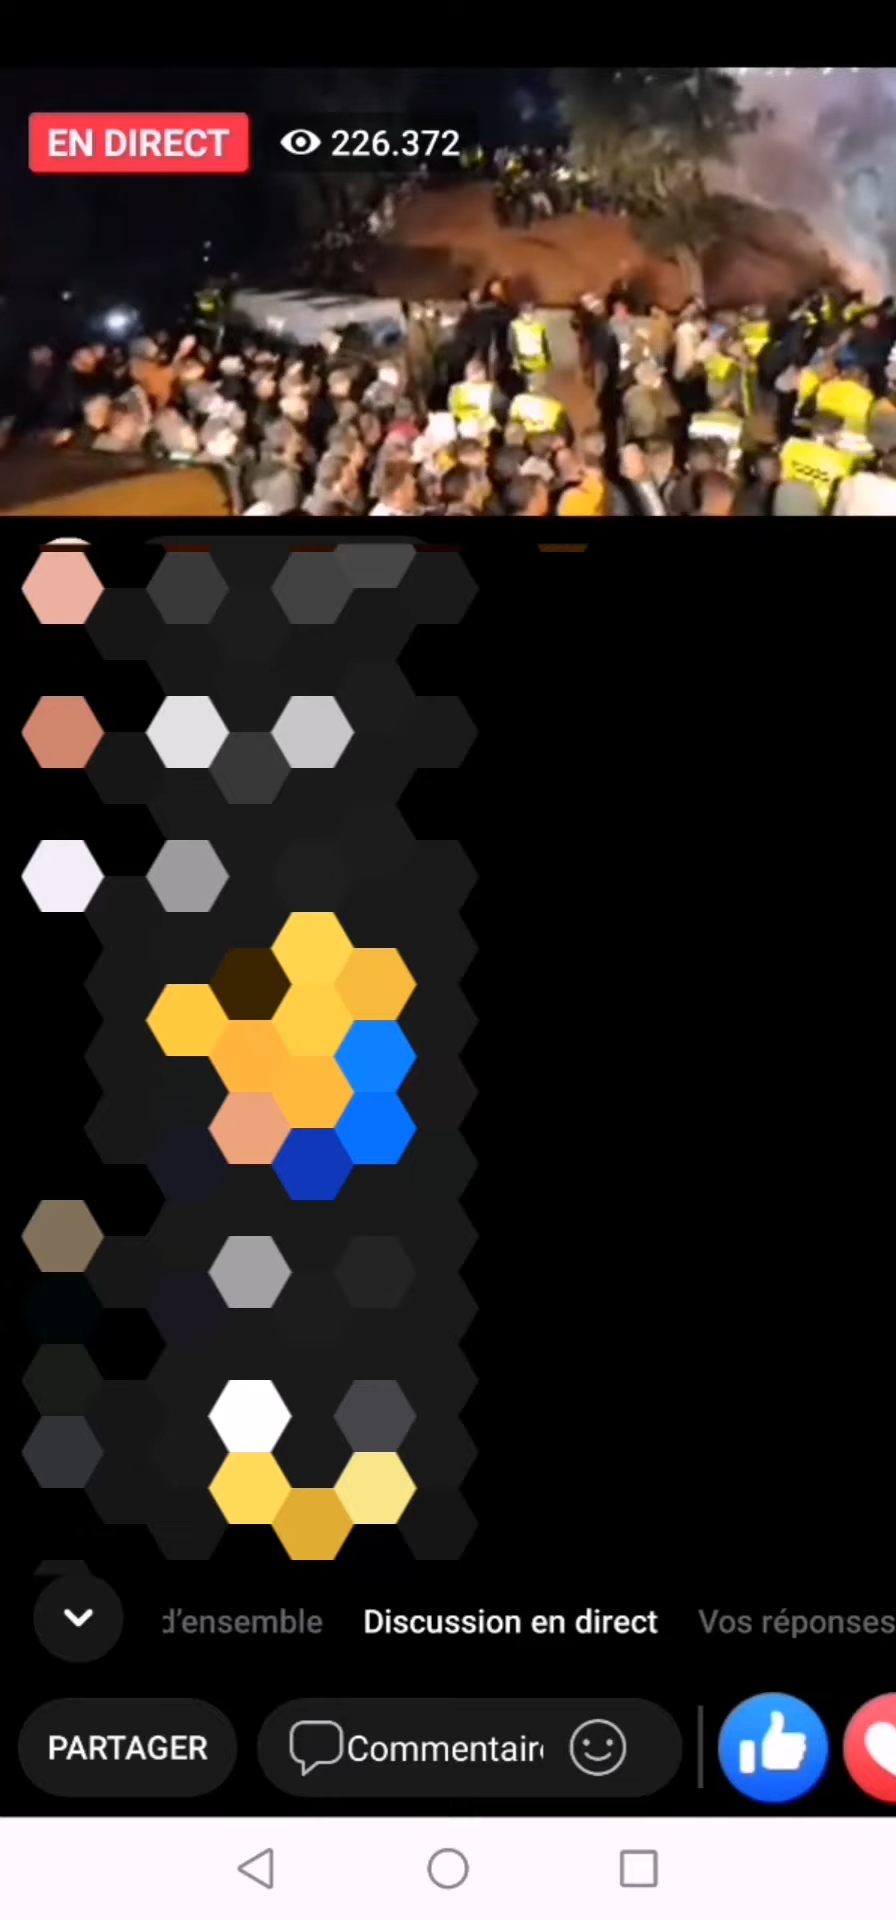 EN DIRECT 226.372
d'ensemble Discussion en direct Vos réponses
PARTAGER Commentair